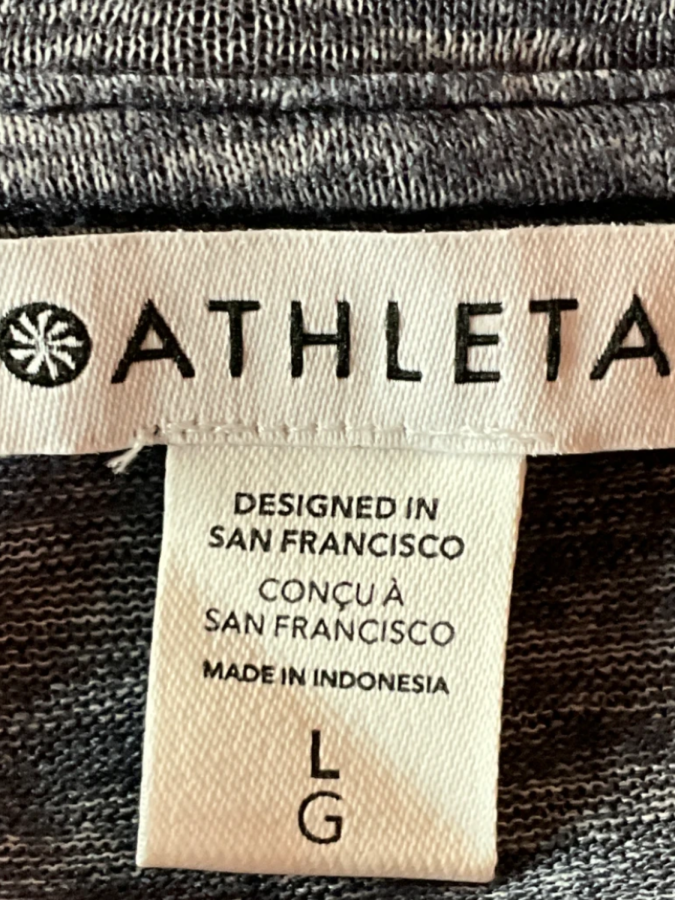 ATHLETA
DESIGNED IN
SAN FRANCISCO
CONÇU À
SAN FRANCISCO
MADE IN INDONESIA
L
G